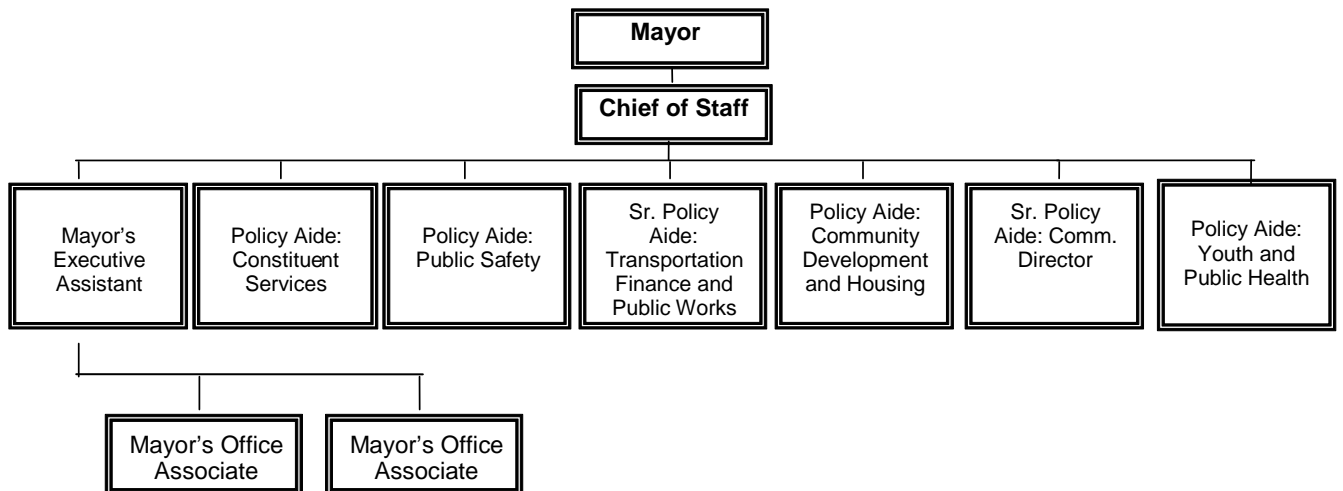 Mayor
Chief of Staff
Mayor's
Executive
Assistant
Policy Aide:
Constituent
Services
Policy Aide:
Public Safety
Sr. Policy
Aide:
Transportation
Finance and
Public Works
Policy Aide:
Community
Development
and Housing
Sr. Policy
Aide: Comm.
Director
Policy Aide:
Youth and
Public Health
Mayor's Office
Associate
Mayor's Office
Associate